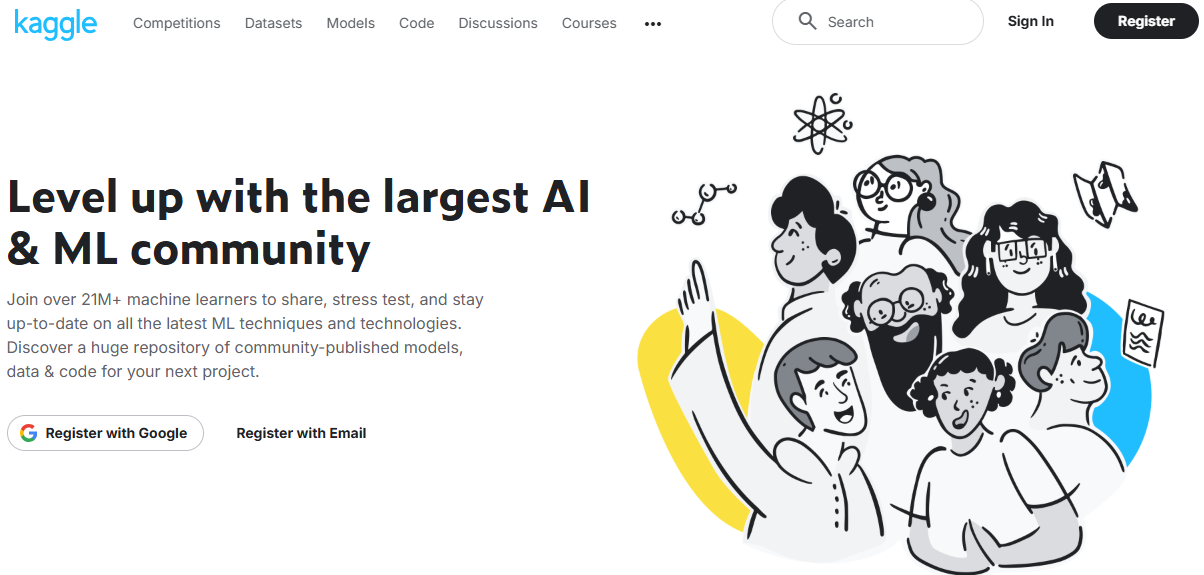 kaggle Competitions Datasets Models Code Discussions Courses ••• Search Sign In Register
Level up with the largest AI
& ML community
Join over 21M+ machine learners to share, stress test, and stay
up-to-date on all the latest ML techniques and technologies.
Discover a huge repository of community-published models,
data & code for your next project.
Register with Google Register with Email